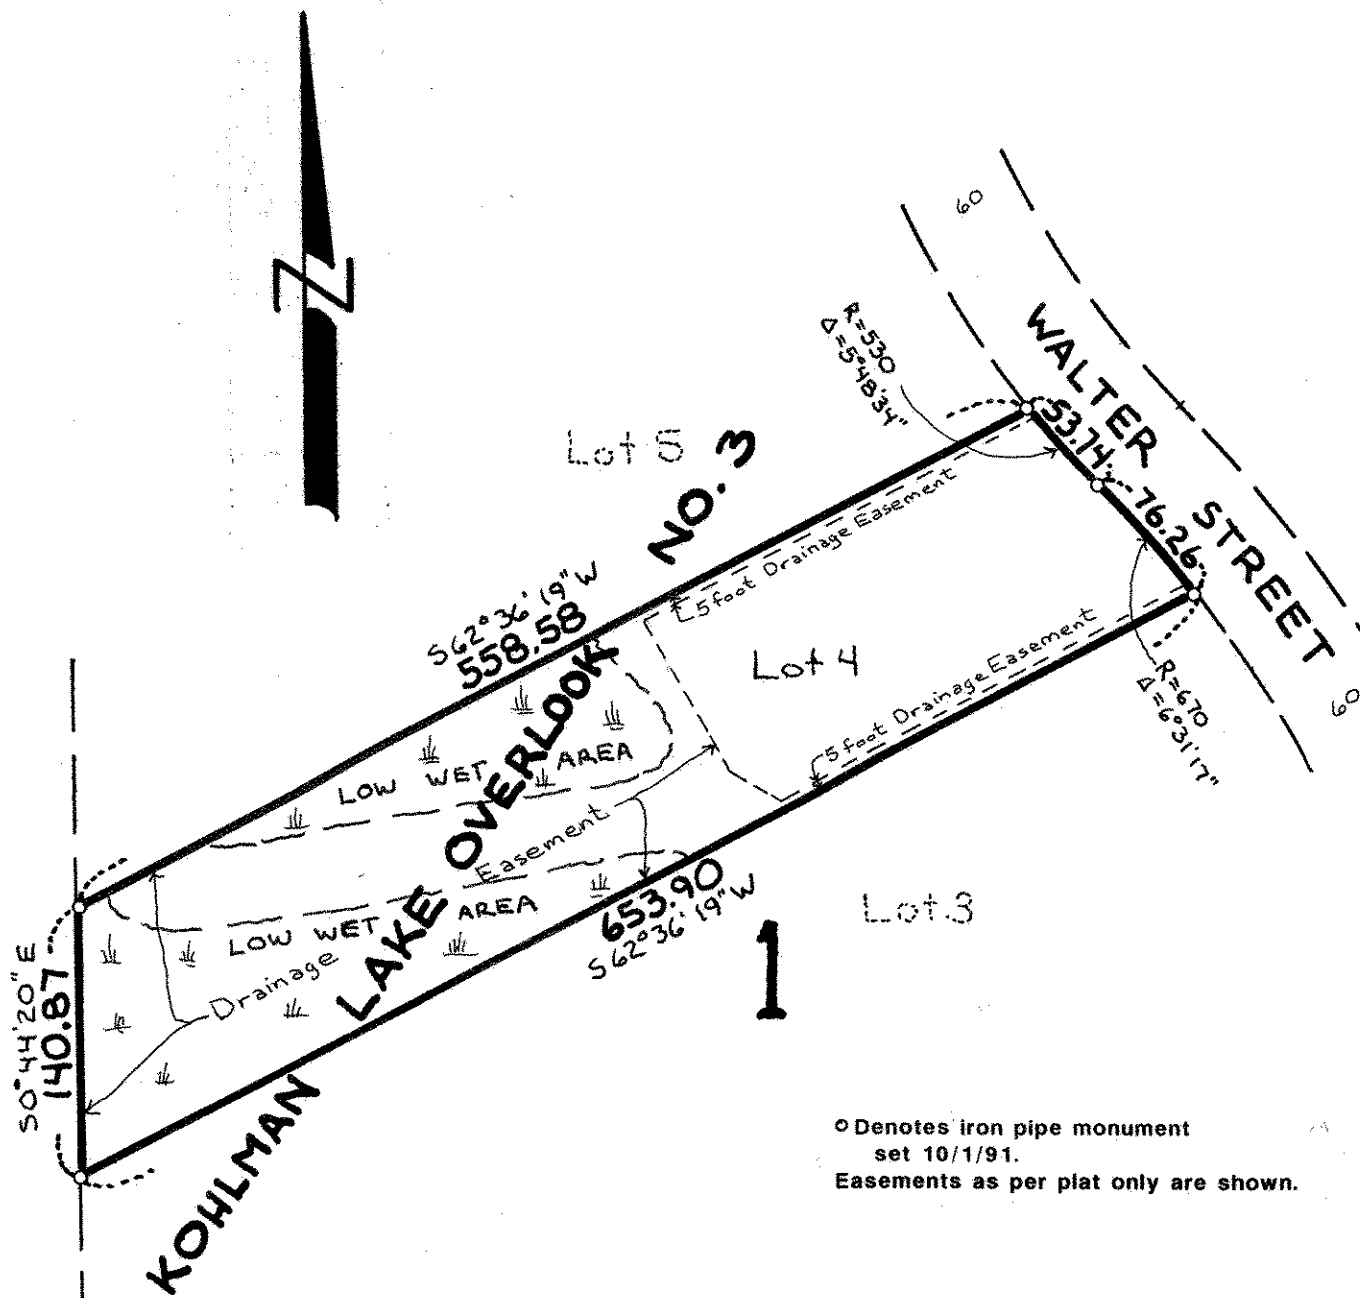 60
WALTER STREET
R=530
Δ=5°48'34"
53.74
76.26
Lot 5
NO. 3
5 foot Drainage Easement
S62°36'19"W
558.58
Lot 4
5 foot Drainage Easement
R=670
Δ=6°31'17"
60
LOW WET AREA
KOHLMAN LAKE OVERLOOK
Drainage Easement
LOW WET AREA
653.90
S62°36'19"W
Lot 3
1
S0°44'20"E
140.87
Denotes iron pipe monument
set 10/1/91.
Easements as per plat only are shown.